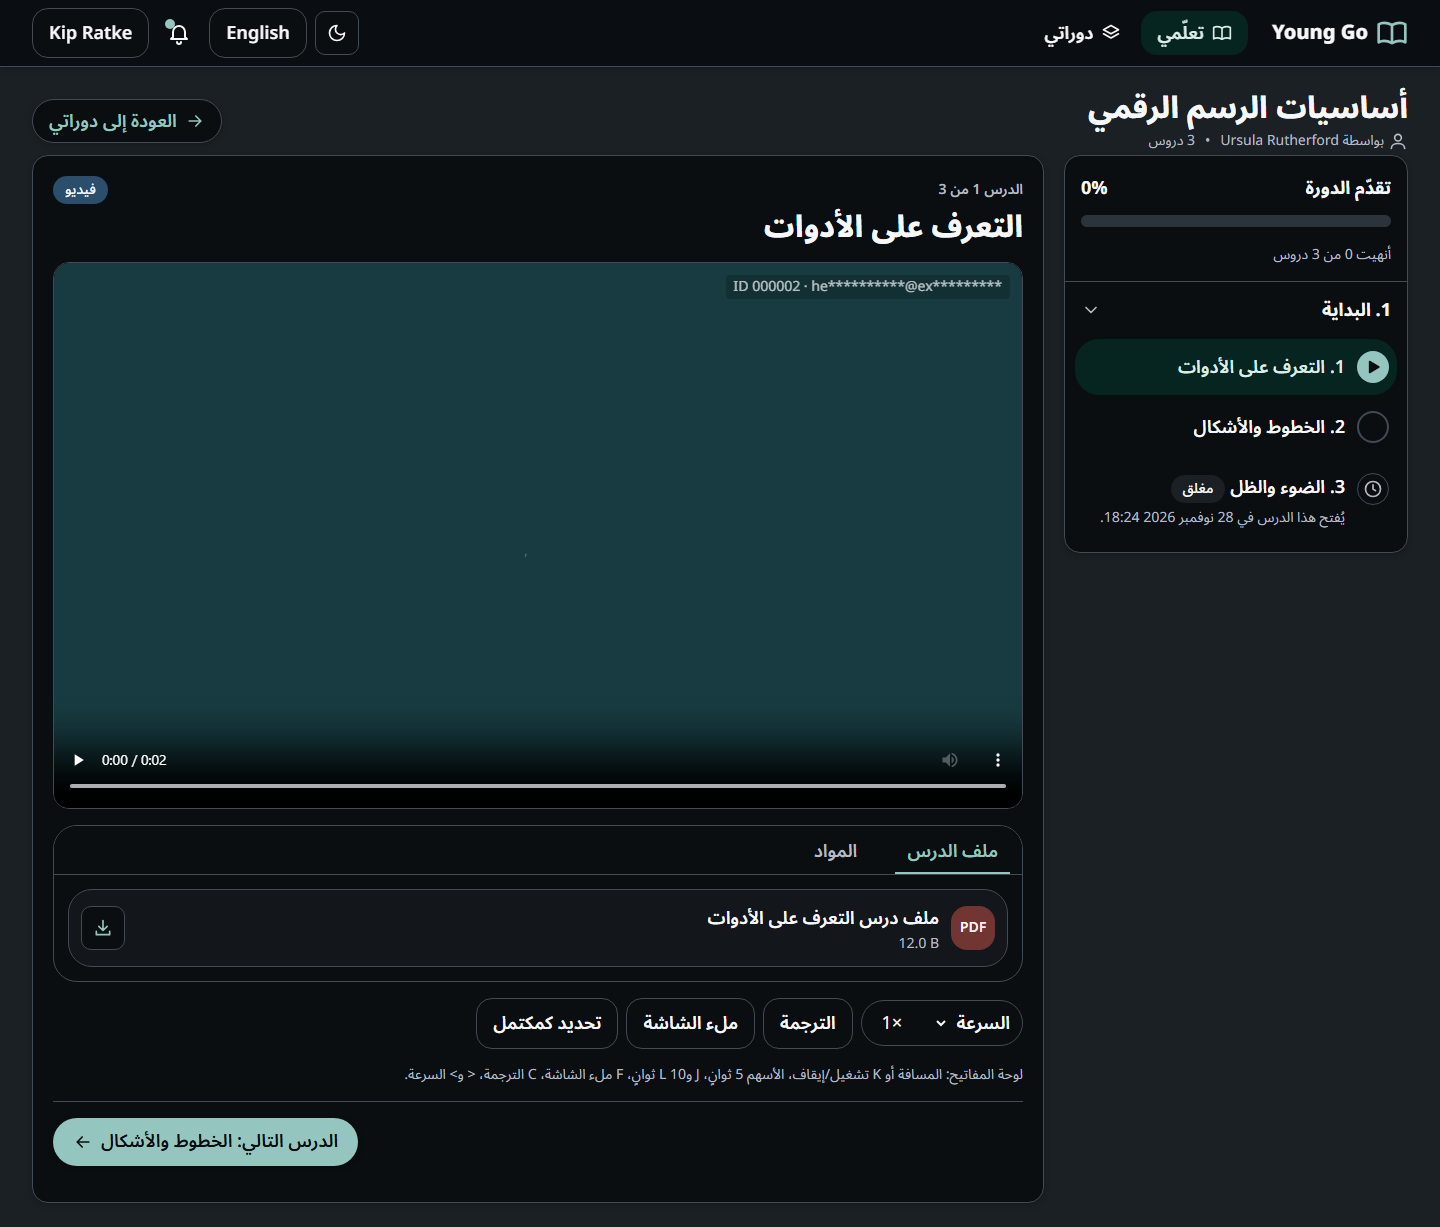 Young Go
تعلّمي
دوراتي
English
Kip Ratke
أساسيات الرسم الرقمي
بواسطة Ursula Rutherford • 3 دروس
العودة إلى دوراتي
تقدّم الدورة
0%
أنهيت 0 من 3 دروس
1. البداية
1. التعرف على الأدوات
2. الخطوط والأشكال
3. الضوء والظل مغلق
يُفتح هذا الدرس في 28 نوفمبر 2026 18:24.
الدرس 1 من 3
فيديو
التعرف على الأدوات
ID 000002 · he**********@ex*********
0:00 / 0:02
ملف الدرس
المواد
PDF
ملف درس التعرف على الأدوات
12.0 B
السرعة
1×
الترجمة
ملء الشاشة
تحديد كمكتمل
لوحة المفاتيح: المسافة أو K تشغيل/إيقاف، الأسهم 5 ثوانٍ، J و L 10 ثوانٍ، F ملء الشاشة، C الترجمة، < و> السرعة.
الدرس التالي: الخطوط والأشكال